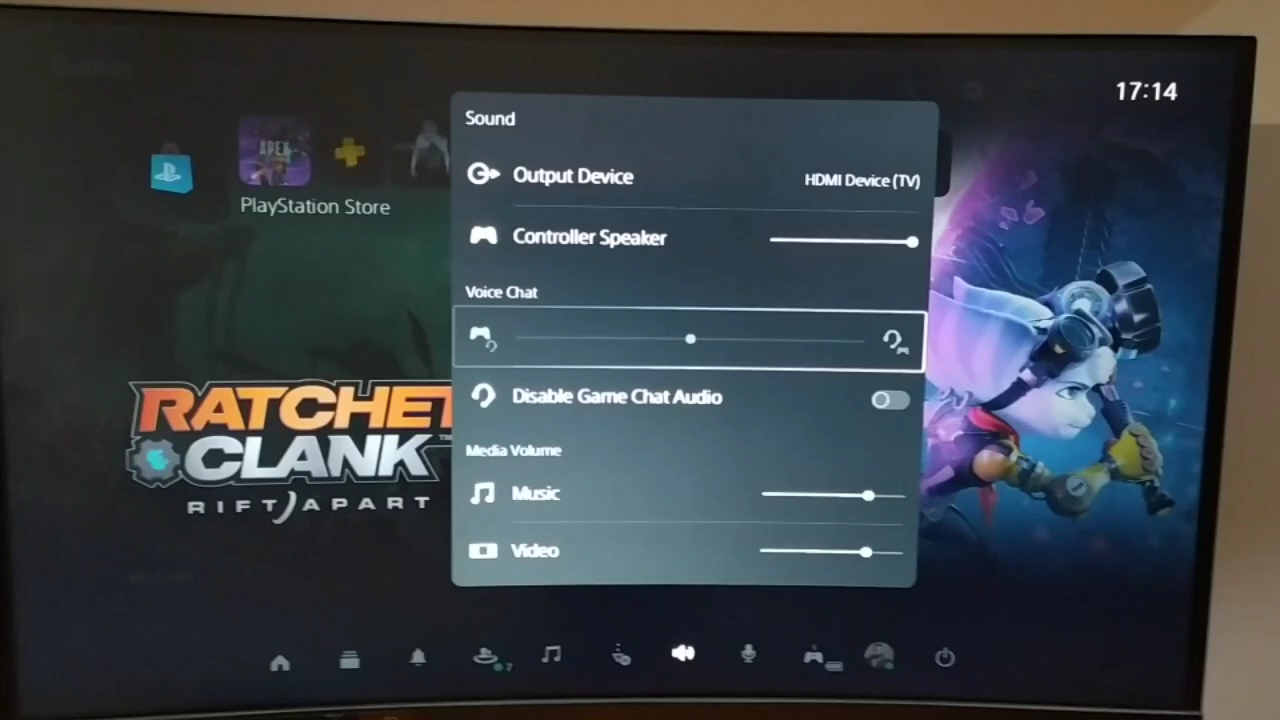 17:14
Sound
Output Device HDMI Device (TV)
APEX
PlayStation Store
Controller Speaker
Voice Chat
Disable Game Chat Audio
RATCHET
CLANK
RIFT APART
Media Volume
Music
Video